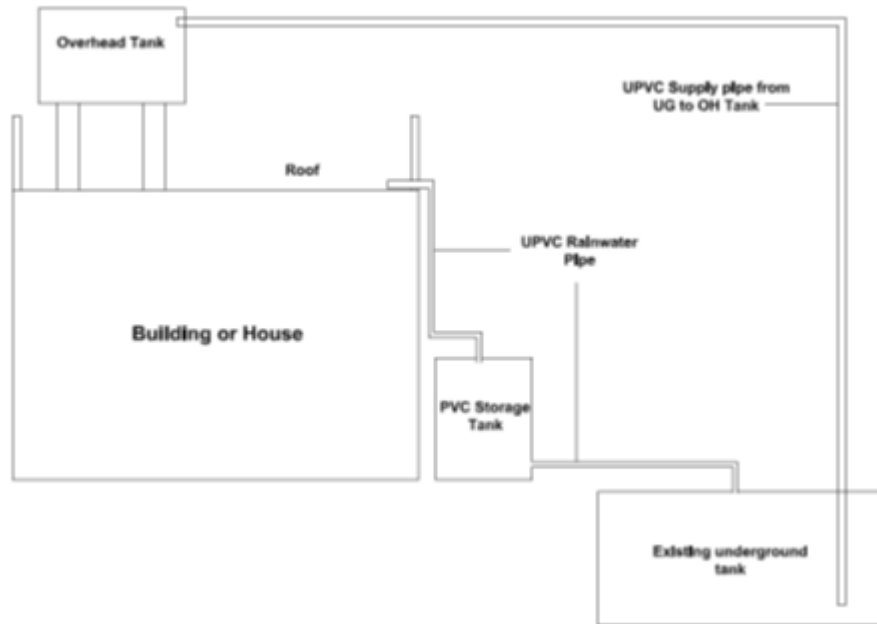 Overhead Tank
UPVC Supply pipe from
UG to OH Tank
Roof
UPVC Rainwater
Pipe
Building or House
PVC Storage
Tank
Existing underground
tank